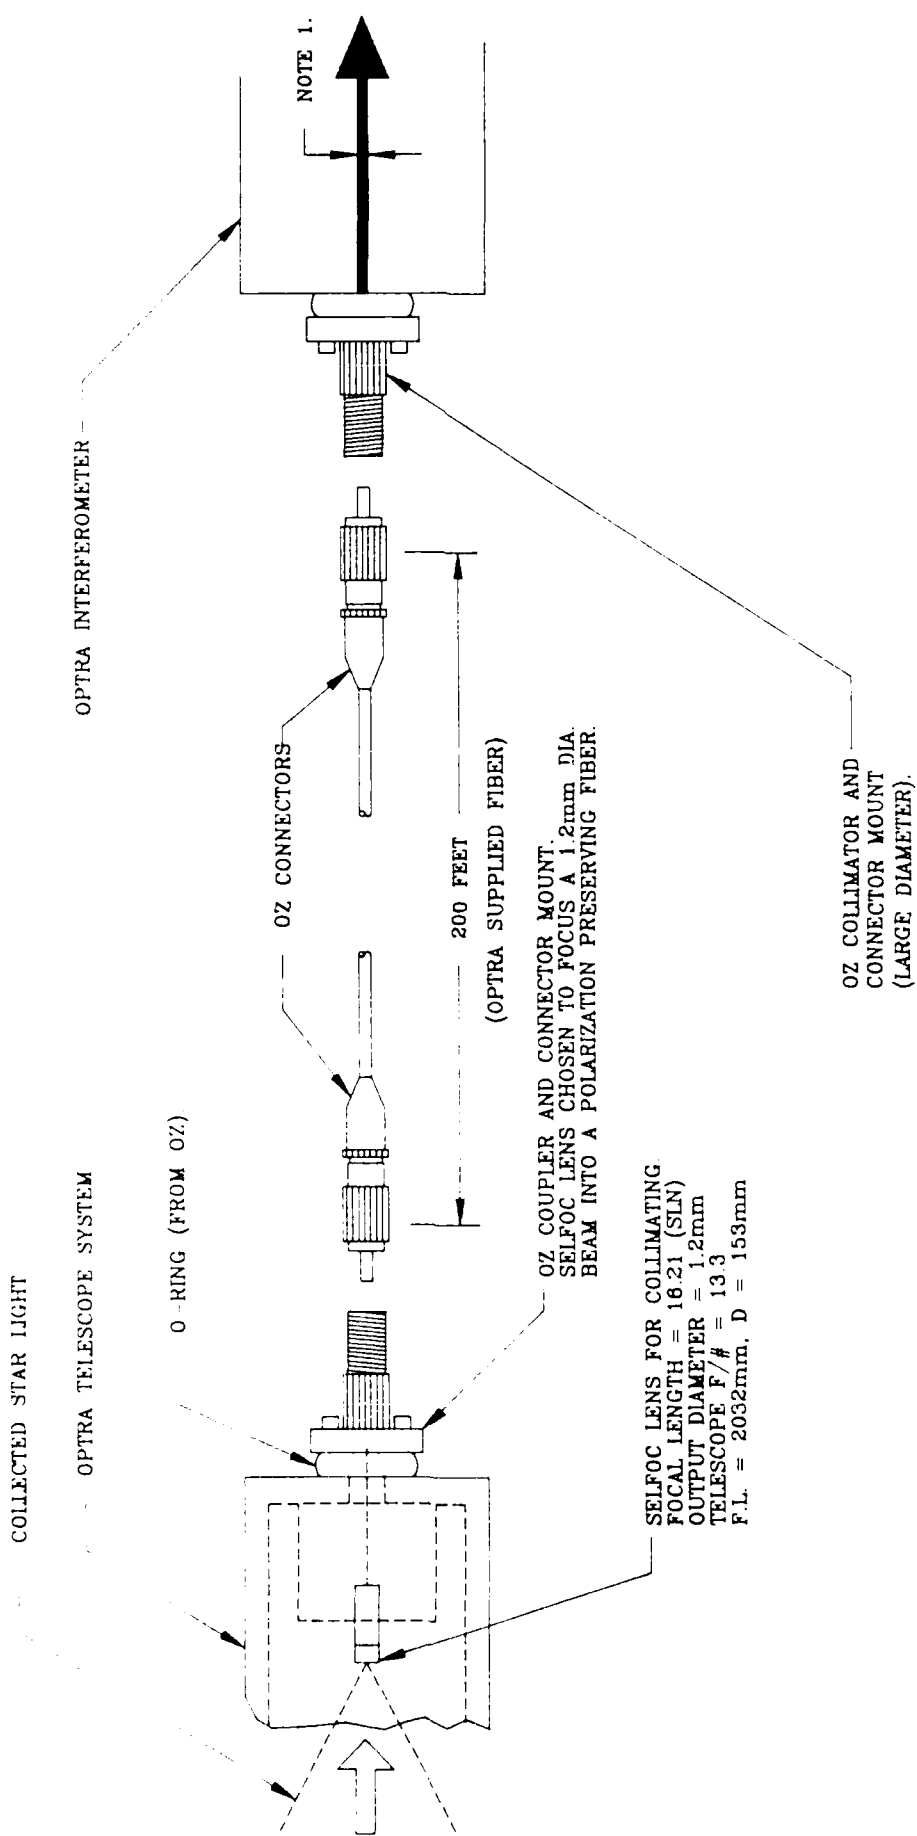 COLLECTED STAR LIGHT
OPTRA TELESCOPE SYSTEM
O-RING (FROM OZ)
OZ CONNECTORS
OPTRA INTERFEROMETER
NOTE 1.
200 FEET
(OPTRA SUPPLIED FIBER)
OZ COUPLER AND CONNECTOR MOUNT.
SELFOC LENS CHOSEN TO FOCUS A 1.2mm DIA.
BEAM INTO A POLARIZATION PRESERVING FIBER.
SELFOC LENS FOR COLLIMATING
FOCAL LENGTH = 16.21 (SLN)
OUTPUT DIAMETER = 1.2mm
TELESCOPE F/# = 13.3
F.L. = 2032mm, D = 153mm
OZ COLLIMATOR AND
CONNECTOR MOUNT
(LARGE DIAMETER).